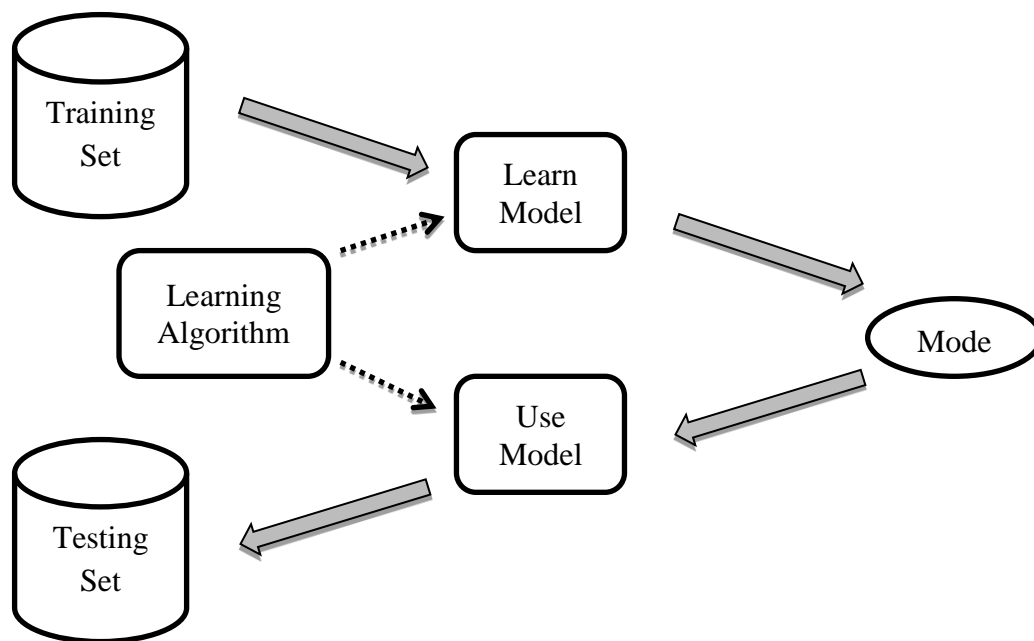 Training
Set
Learn
Model
Learning
Algorithm
Mode
Use
Model
Testing
Set